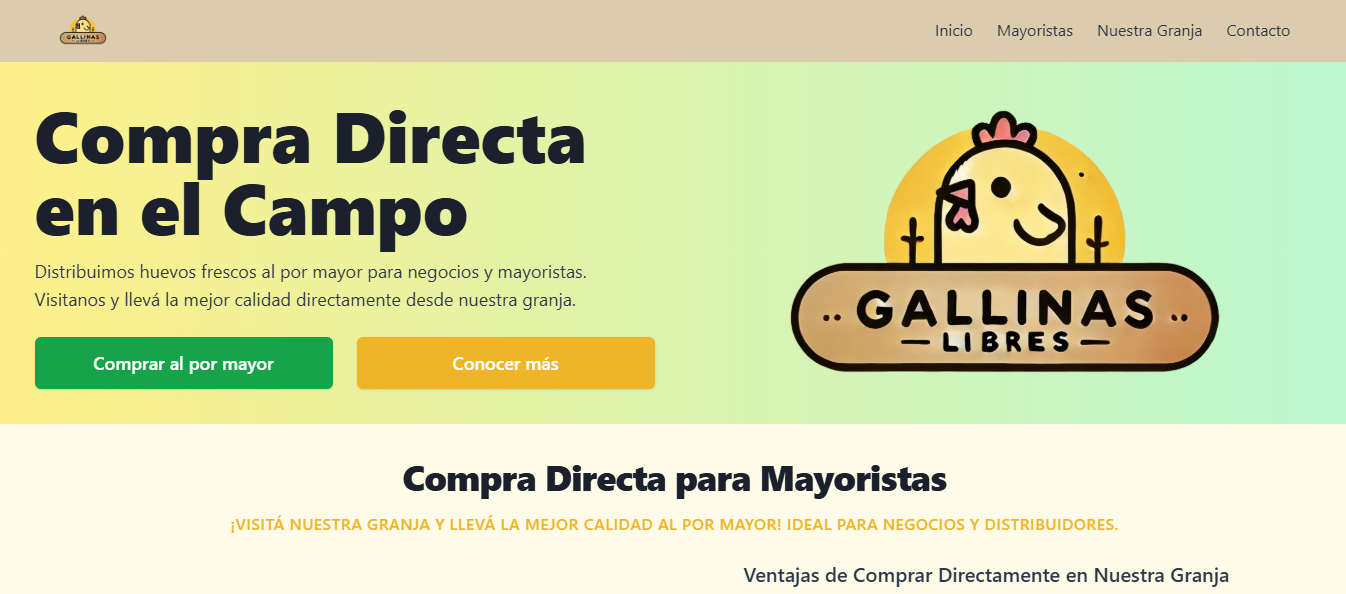 GALLINAS
LIBRES
Inicio
Mayoristas
Nuestra Granja
Contacto
Compra Directa
en el Campo
Distribuimos huevos frescos al por mayor para negocios y mayoristas.
Visitanos y llevá la mejor calidad directamente desde nuestra granja.
Comprar al por mayor
Conocer más
GALLINAS
LIBRES
Compra Directa para Mayoristas
¡VISITÁ NUESTRA GRANJA Y LLEVÁ LA MEJOR CALIDAD AL POR MAYOR! IDEAL PARA NEGOCIOS Y DISTRIBUIDORES.
Ventajas de Comprar Directamente en Nuestra Granja